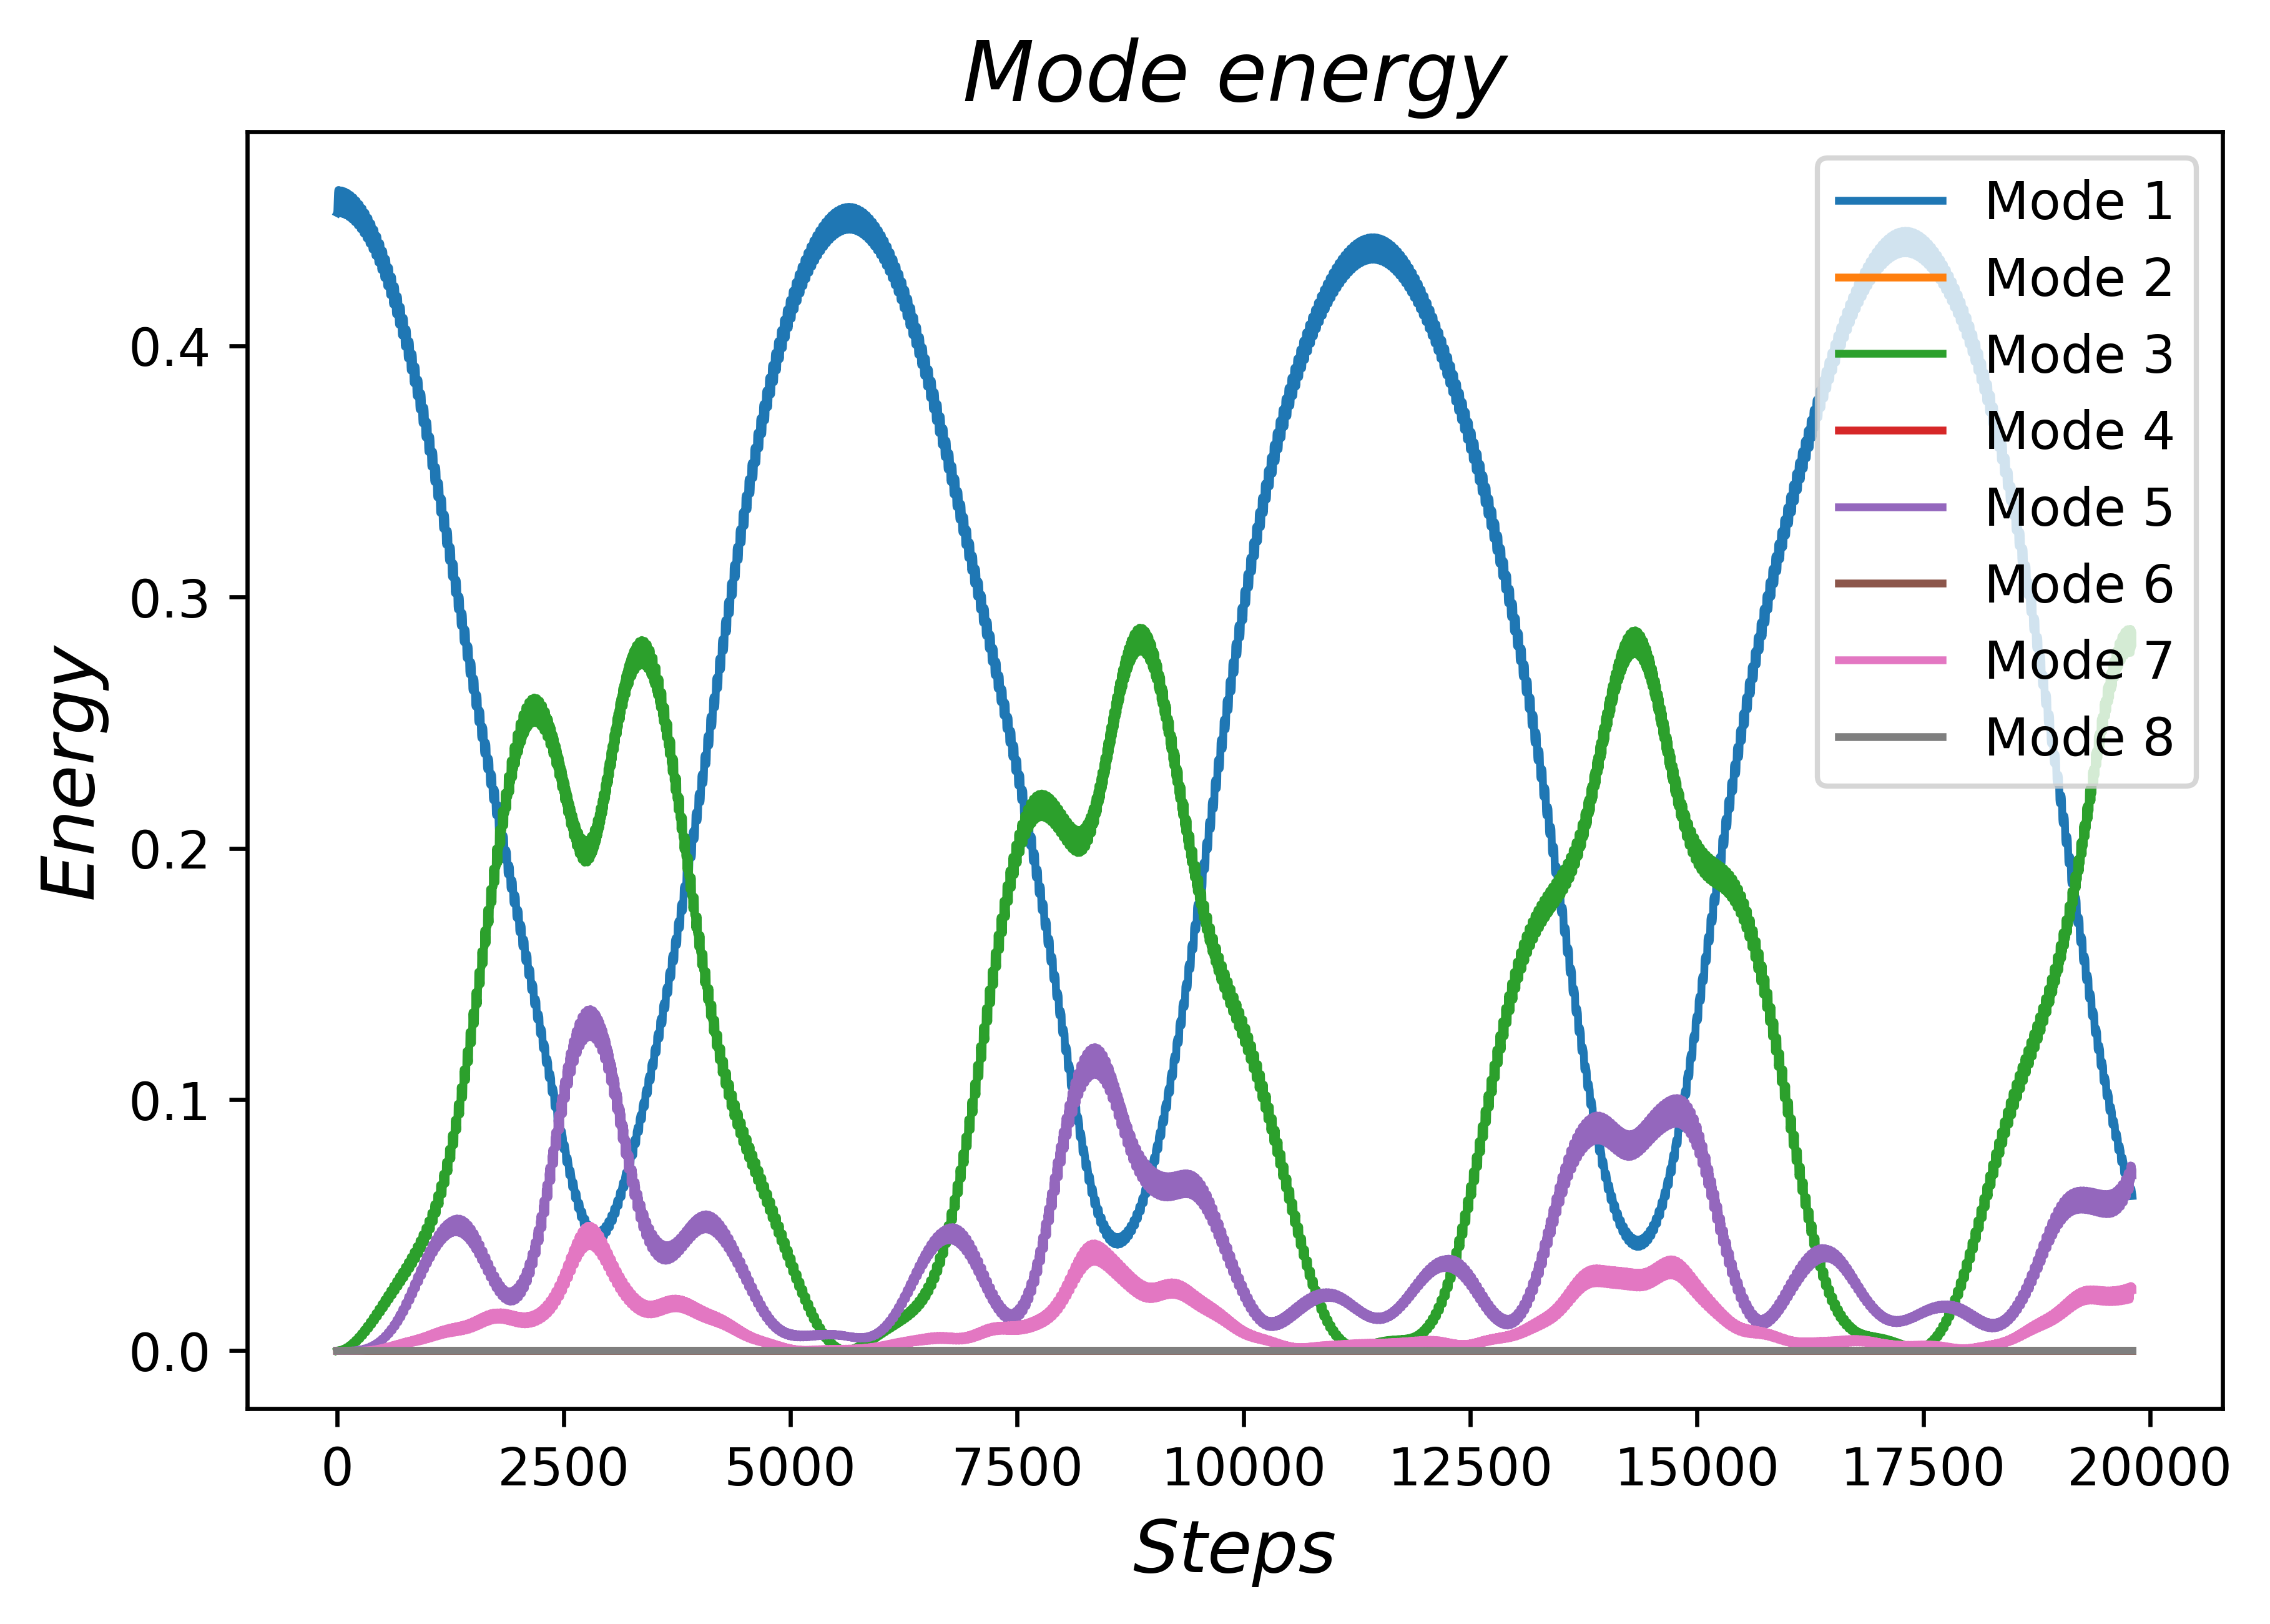 Mode energy
Energy
0.4
0.3
0.2
0.1
0.0
Mode 1
Mode 2
Mode 3
Mode 4
Mode 5
Mode 6
Mode 7
Mode 8
0 2500 5000 7500 10000 12500 15000 17500 20000
Steps